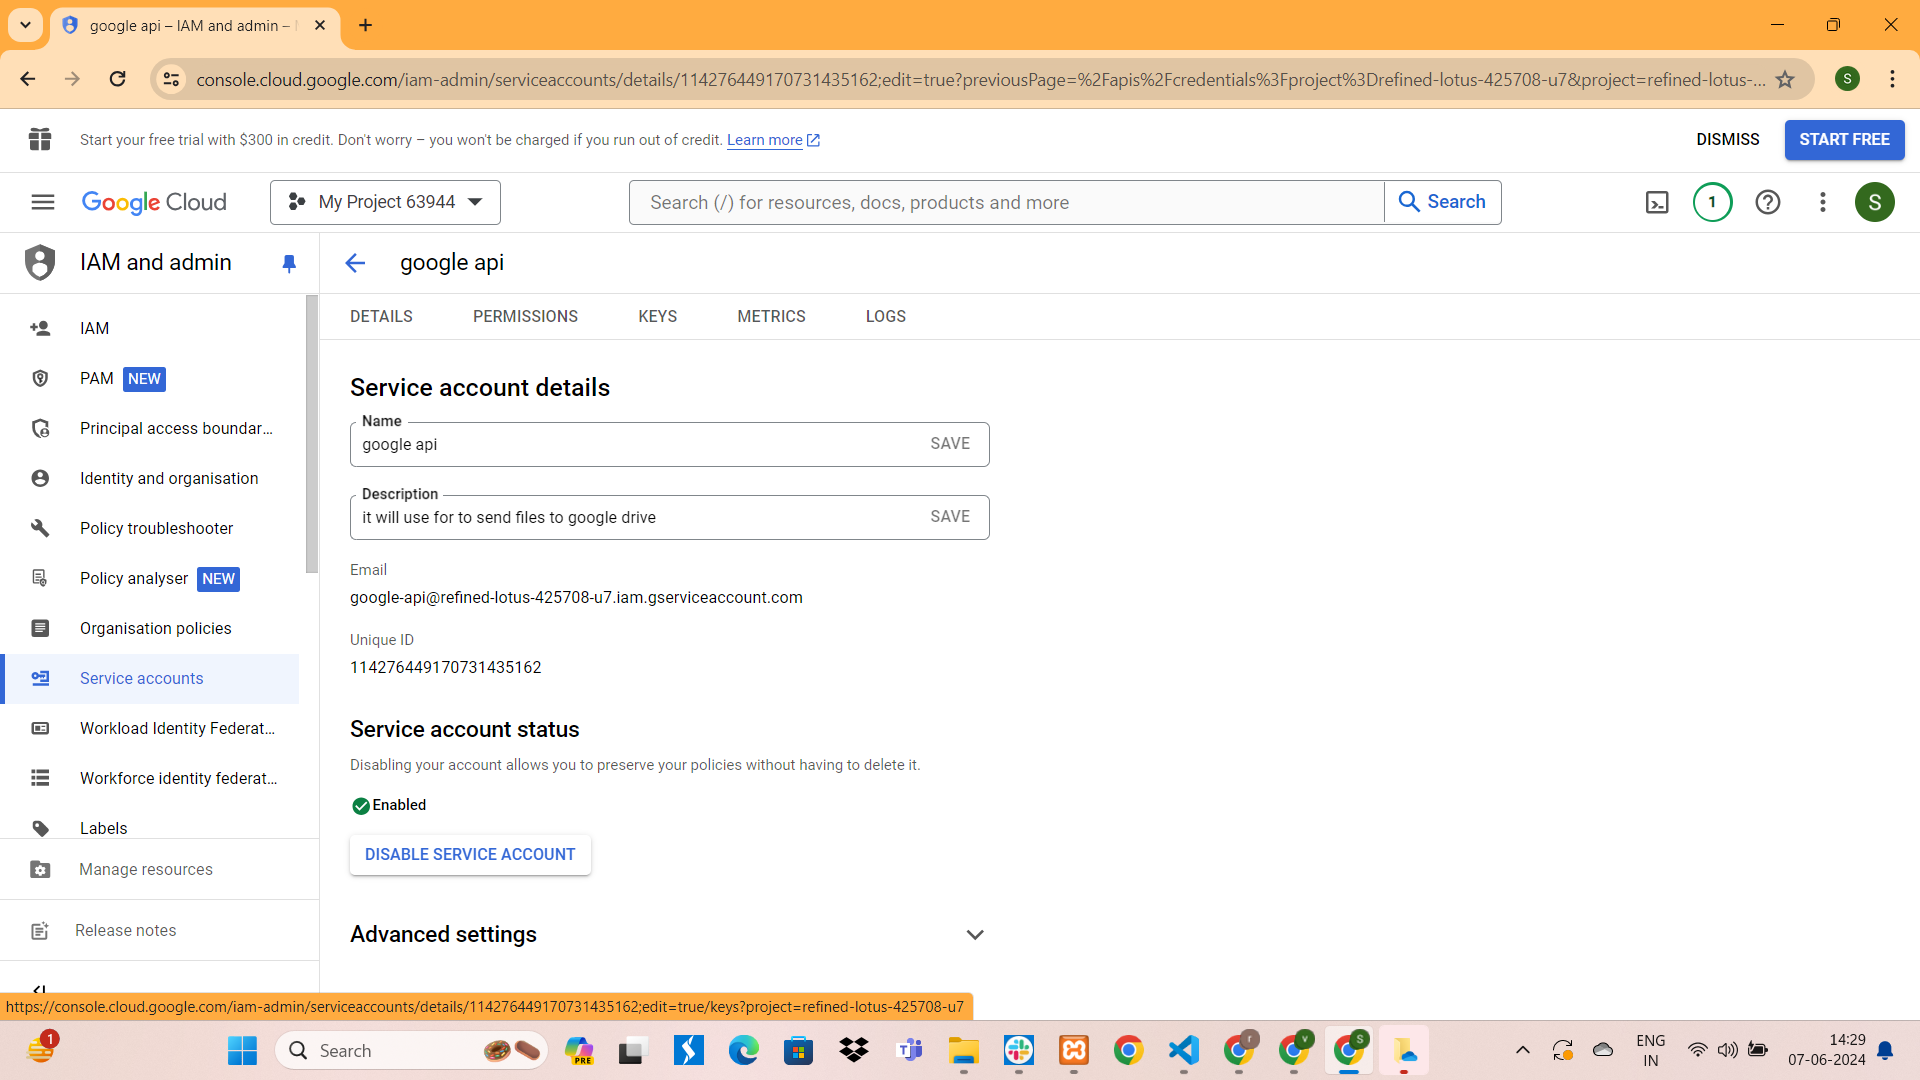 google api – IAM and admin –
console.cloud.google.com/iam-admin/serviceaccounts/details/114276449170731435162;edit=true?previousPage=%2Fapis%2Fcredentials%3Fproject%3Drefined-lotus-425708-u7&project=refined-lotus-...
S
Start your free trial with $300 in credit. Don't worry – you won't be charged if you run out of credit. Learn more
DISMISS
START FREE
Google Cloud
My Project 63944
Search (/) for resources, docs, products and more
Search
1
S
IAM and admin
google api
DETAILS
PERMISSIONS
KEYS
METRICS
LOGS
IAM
PAM NEW
Principal access boundar...
Identity and organisation
Policy troubleshooter
Policy analyser NEW
Organisation policies
Service accounts
Workload Identity Federat...
Workforce identity federat...
Labels
Manage resources
Release notes
Service account details
Name
google api
SAVE
Description
it will use for to send files to google drive
SAVE
Email
google-api@refined-lotus-425708-u7.iam.gserviceaccount.com
Unique ID
114276449170731435162
Service account status
Disabling your account allows you to preserve your policies without having to delete it.
Enabled
DISABLE SERVICE ACCOUNT
Advanced settings
https://console.cloud.google.com/iam-admin/serviceaccounts/details/114276449170731435162;edit=true/keys?project=refined-lotus-425708-u7
1
Search
PRE
r
v
S
ENG
IN
14:29
07-06-2024